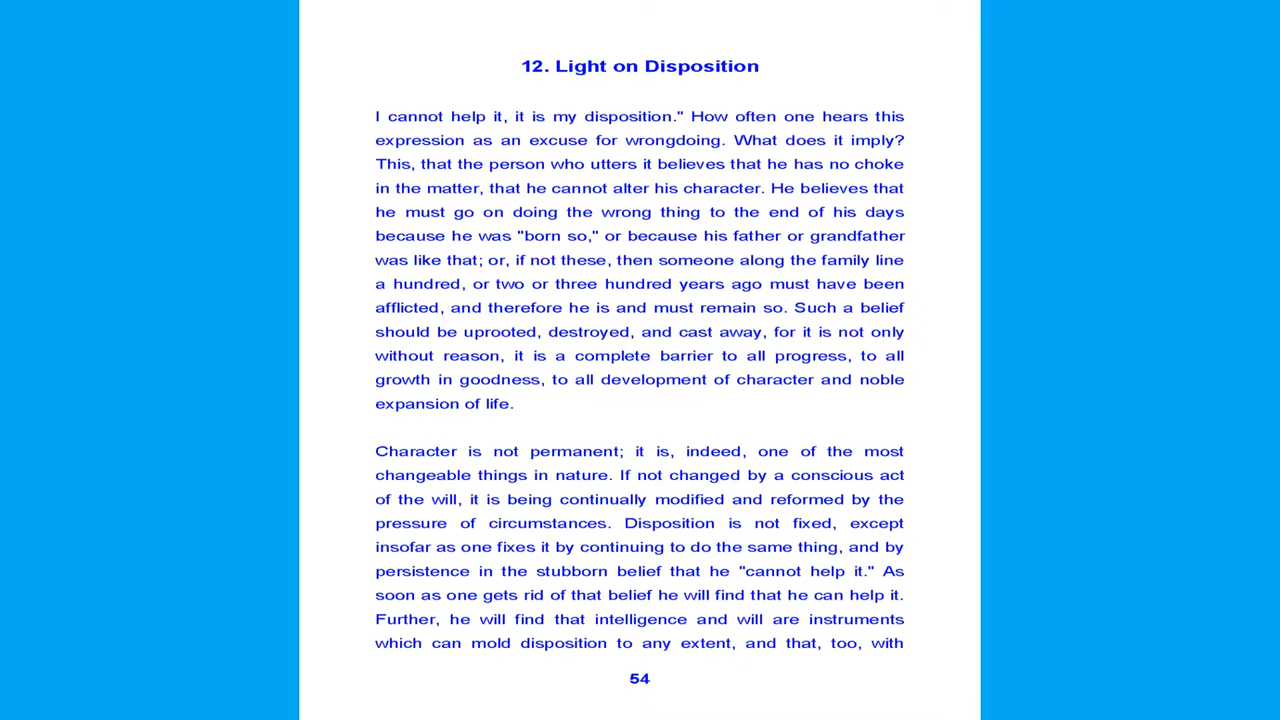 12. Light on Disposition
I cannot help it, it is my disposition." How often one hears this
expression as an excuse for wrongdoing. What does it imply?
This, that the person who utters it believes that he has no choke
in the matter, that he cannot alter his character. He believes that
he must go on doing the wrong thing to the end of his days
because he was "born so," or because his father or grandfather
was like that; or, if not these, then someone along the family line
a hundred, or two or three hundred years ago must have been
afflicted, and therefore he is and must remain so. Such a belief
should be uprooted, destroyed, and cast away, for it is not only
without reason, it is a complete barrier to all progress, to all
growth in goodness, to all development of character and noble
expansion of life.
Character is not permanent; it is, indeed, one of the most
changeable things in nature. If not changed by a conscious act
of the will, it is being continually modified and reformed by the
pressure of circumstances. Disposition is not fixed, except
insofar as one fixes it by continuing to do the same thing, and by
persistence in the stubborn belief that he "cannot help it." As
soon as one gets rid of that belief he will find that he can help it.
Further, he will find that intelligence and will are instruments
which can mold disposition to any extent, and that, too, with
54